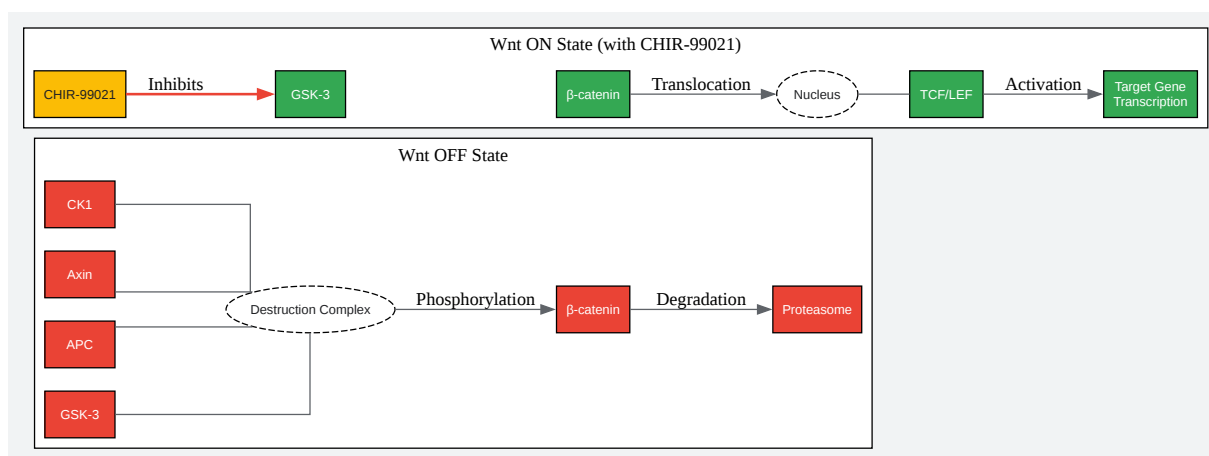 Wnt ON State (with CHIR-99021)
CHIR-99021
Inhibits
GSK-3
β-catenin
Translocation
Nucleus
TCF/LEF
Activation
Target Gene
Transcription
Wnt OFF State
CK1
Axin
APC
GSK-3
Destruction Complex
Phosphorylation
β-catenin
Degradation
Proteasome